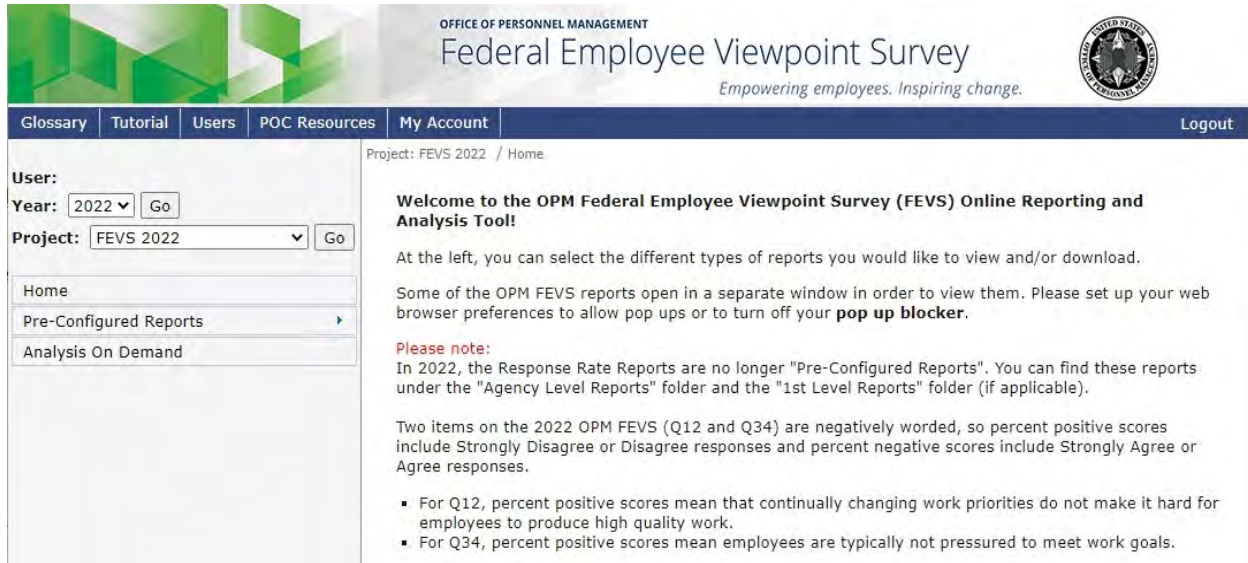 OFFICE OF PERSONNEL MANAGEMENT
Federal Employee Viewpoint Survey
Empowering employees. Inspiring change.
UNITED STATES
OFFICE OF PERSONNEL MANAGEMENT
Glossary Tutorial Users POC Resources My Account Logout
Project: FEVS 2022 / Home
User:
Year: 2022 Go
Project: FEVS 2022 Go
Home
Pre-Configured Reports
Analysis On Demand
Welcome to the OPM Federal Employee Viewpoint Survey (FEVS) Online Reporting and
Analysis Tool!
At the left, you can select the different types of reports you would like to view and/or download.
Some of the OPM FEVS reports open in a separate window in order to view them. Please set up your web
browser preferences to allow pop ups or to turn off your pop up blocker.
Please note:
In 2022, the Response Rate Reports are no longer "Pre-Configured Reports". You can find these reports
under the "Agency Level Reports" folder and the "1st Level Reports" folder (if applicable).
Two items on the 2022 OPM FEVS (Q12 and Q34) are negatively worded, so percent positive scores
include Strongly Disagree or Disagree responses and percent negative scores include Strongly Agree or
Agree responses.
▪ For Q12, percent positive scores mean that continually changing work priorities do not make it hard for
employees to produce high quality work.
▪ For Q34, percent positive scores mean employees are typically not pressured to meet work goals.